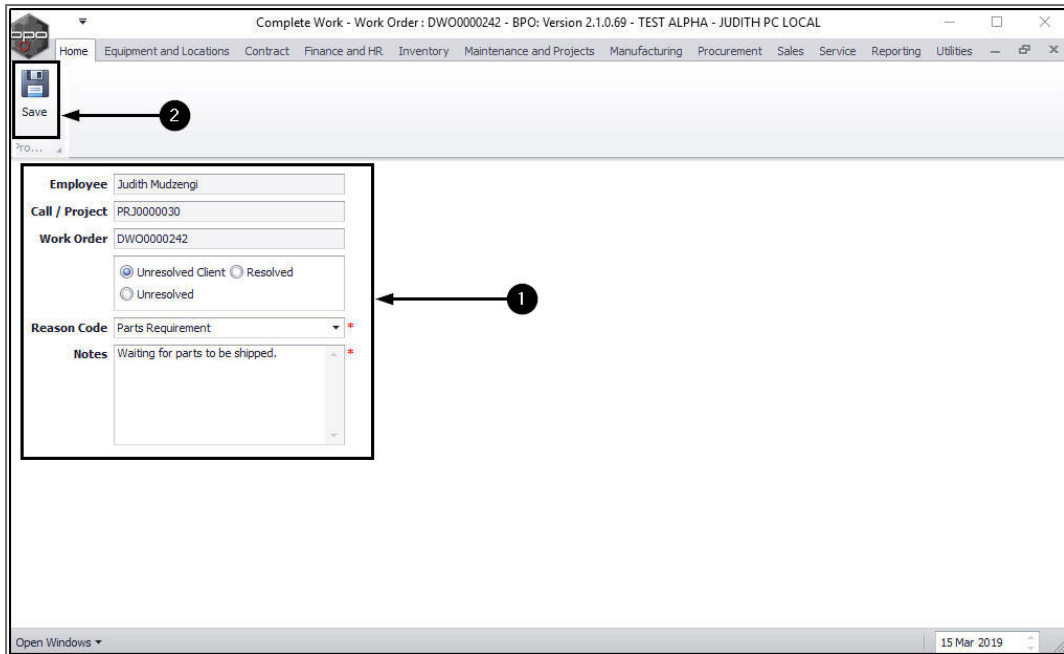 Complete Work - Work Order : DWO0000242 - BPO: Version 2.1.0.69 - TEST ALPHA - JUDITH PC LOCAL
bpo
Home Equipment and Locations Contract Finance and HR Inventory Maintenance and Projects Manufacturing Procurement Sales Service Reporting Utilities
Save
2
Pro...
Employee Judith Mudzengi
Call / Project PRJ0000030
Work Order DWO0000242
Unresolved Client Resolved
Unresolved
1
Reason Code Parts Requirement *
Notes Waiting for parts to be shipped. *
Open Windows 15 Mar 2019